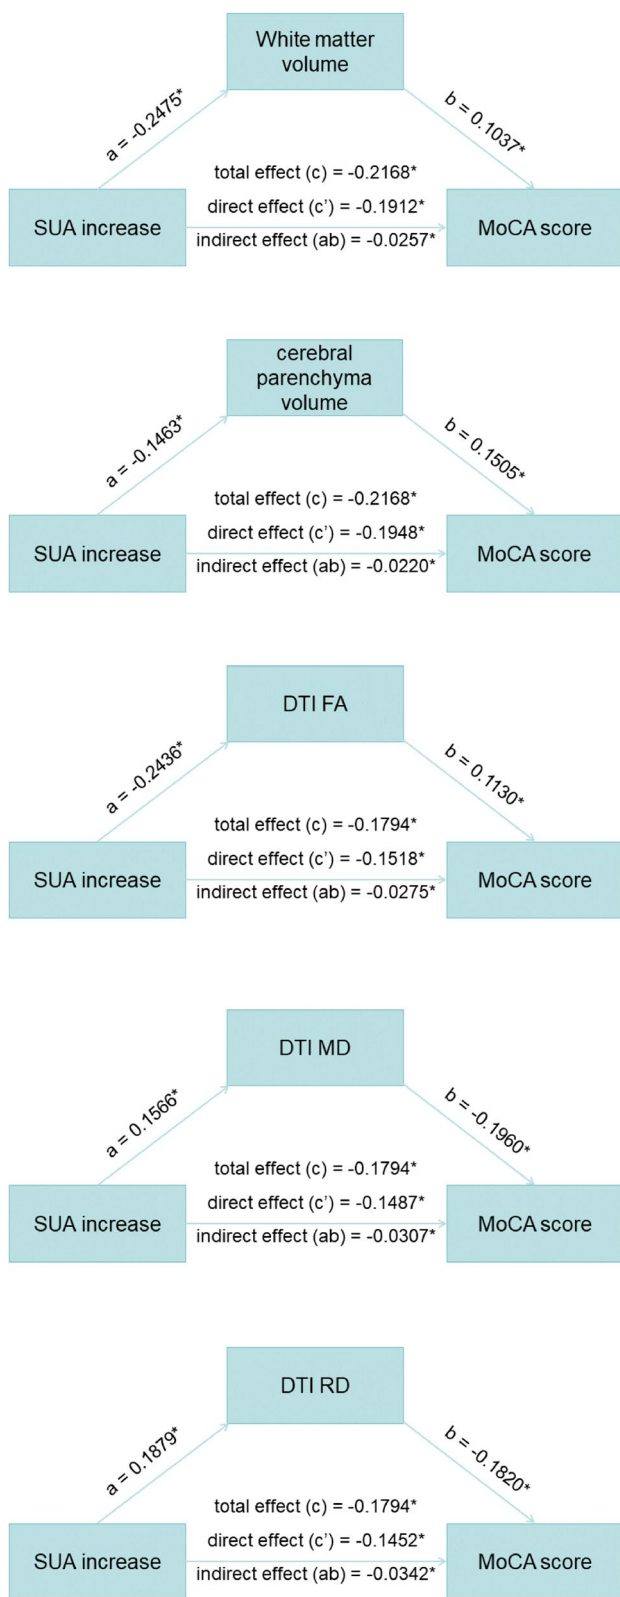 White matter
volume
a = -0.2475*
b = 0.1037*
total effect (c) = -0.2168*
SUA increase
direct effect (c') = -0.1912*
MoCA score
indirect effect (ab) = -0.0257*
cerebral
parenchyma
volume
a = -0.1463*
b = 0.1505*
total effect (c) = -0.2168*
SUA increase
direct effect (c') = -0.1948*
MoCA score
indirect effect (ab) = -0.0220*
DTI FA
a = -0.2436*
b = 0.1130*
total effect (c) = -0.1794*
SUA increase
direct effect (c') = -0.1518*
MoCA score
indirect effect (ab) = -0.0275*
DTI MD
a = 0.1566*
b = -0.1960*
total effect (c) = -0.1794*
SUA increase
direct effect (c') = -0.1487*
MoCA score
indirect effect (ab) = -0.0307*
DTI RD
a = 0.1879*
b = -0.1820*
total effect (c) = -0.1794*
SUA increase
direct effect (c') = -0.1452*
MoCA score
indirect effect (ab) = -0.0342*